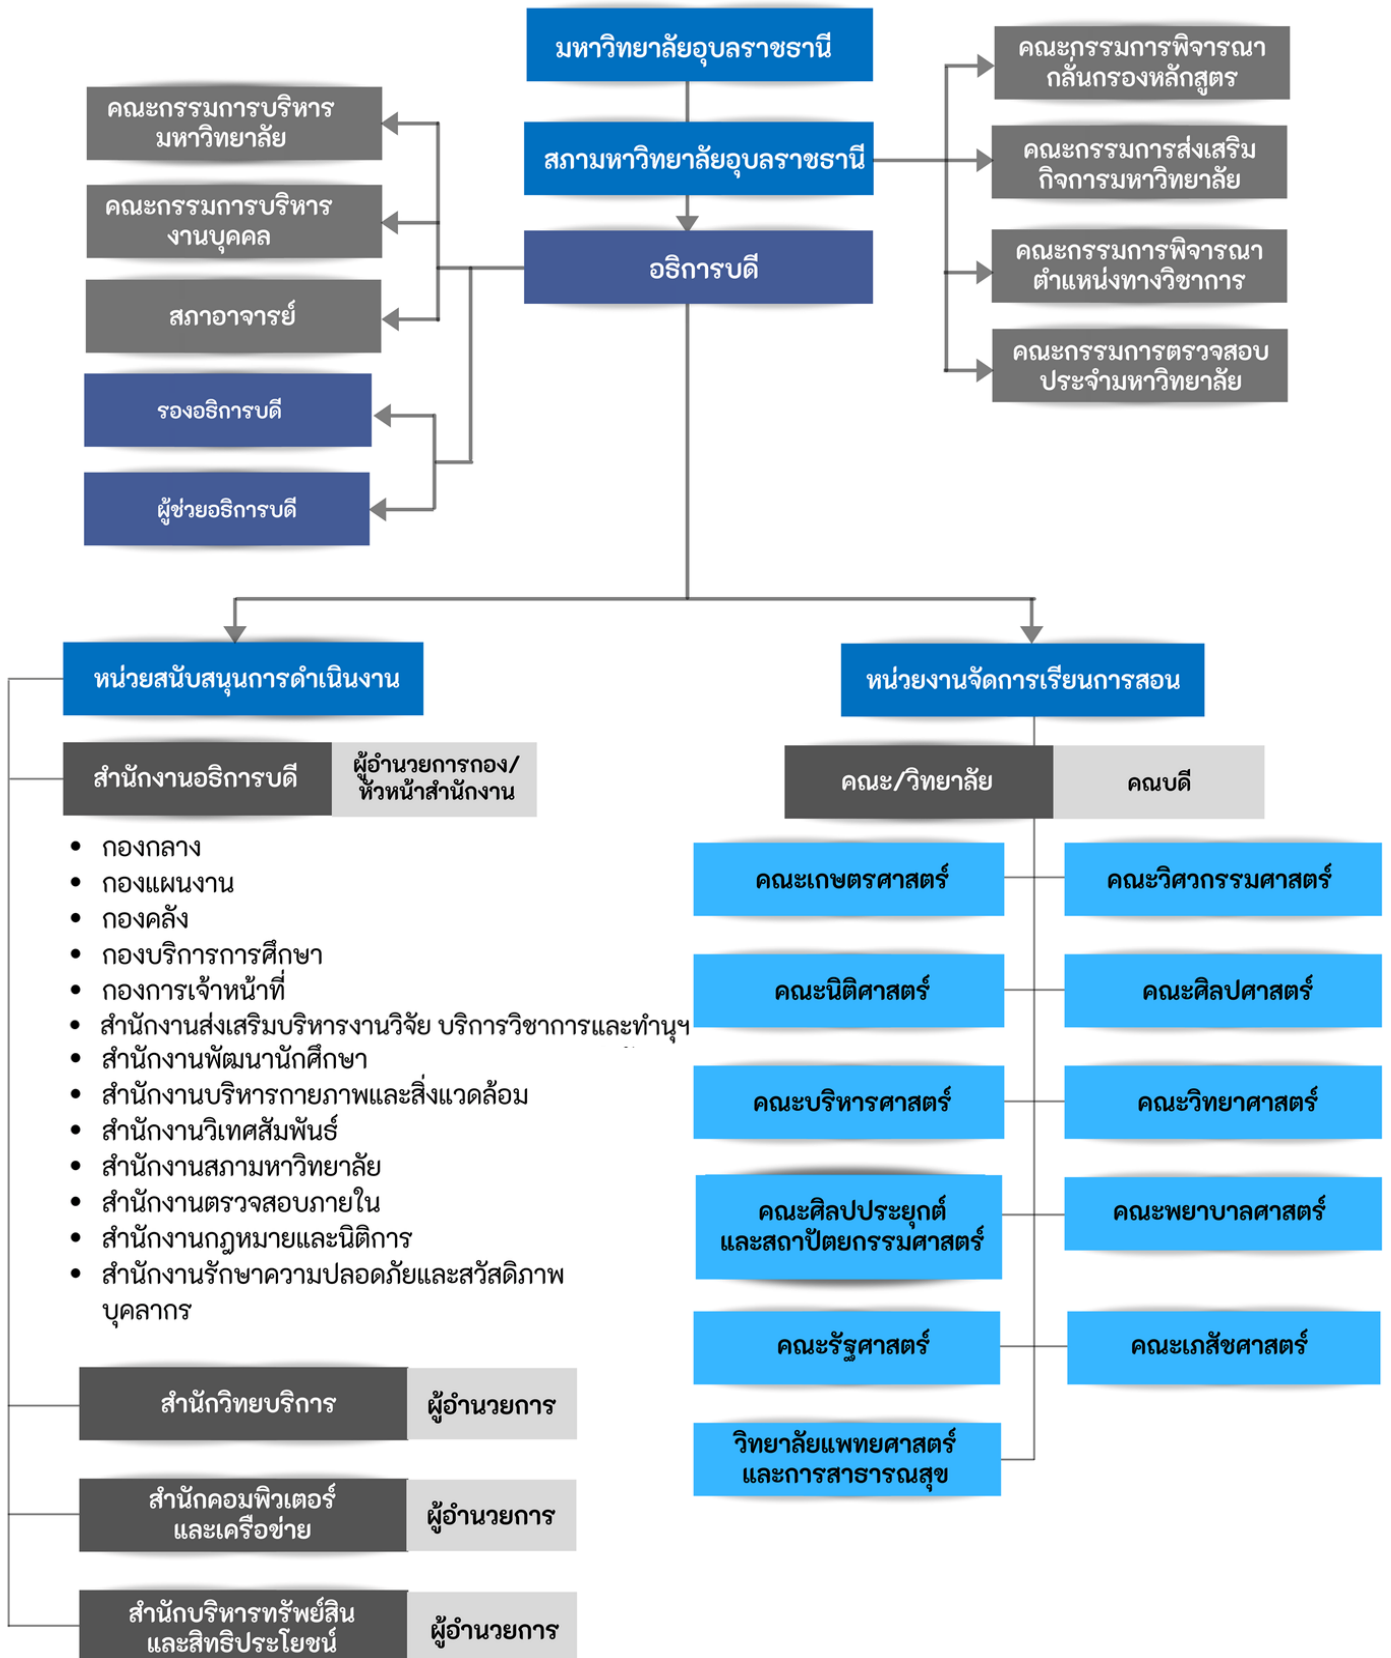 มหาวิทยาลัยอุบลราชธานี
สภามหาวิทยาลัยอุบลราชธานี
อธิการบดี
คณะกรรมการพิจารณา
กลั่นกรองหลักสูตร
คณะกรรมการส่งเสริม
กิจการมหาวิทยาลัย
คณะกรรมการพิจารณา
ตำแหน่งทางวิชาการ
คณะกรรมการตรวจสอบ
ประจำมหาวิทยาลัย
คณะกรรมการบริหาร
มหาวิทยาลัย
คณะกรรมการบริหาร
งานบุคคล
สภาอาจารย์
รองอธิการบดี
ผู้ช่วยอธิการบดี
หน่วยสนับสนุนการดำเนินงาน
สำนักงานอธิการบดี
ผู้อำนวยการกอง/
หัวหน้าสำนักงาน
• กองกลาง
• กองแผนงาน
• กองคลัง
• กองบริการการศึกษา
• กองการเจ้าหน้าที่
• สำนักงานส่งเสริมบริหารงานวิจัย บริการวิชาการและทำนุฯ
• สำนักงานพัฒนานักศึกษา
• สำนักงานบริหารกายภาพและสิ่งแวดล้อม
• สำนักงานวิเทศสัมพันธ์
• สำนักงานสภามหาวิทยาลัย
• สำนักงานตรวจสอบภายใน
• สำนักงานกฎหมายและนิติการ
• สำนักงานรักษาความปลอดภัยและสวัสดิภาพ
บุคลากร
สำนักวิทยบริการ
ผู้อำนวยการ
สำนักคอมพิวเตอร์
และเครือข่าย
ผู้อำนวยการ
สำนักบริหารทรัพย์สิน
และสิทธิประโยชน์
ผู้อำนวยการ
หน่วยงานจัดการเรียนการสอน
คณะ/วิทยาลัย
คณบดี
คณะเกษตรศาสตร์
คณะวิศวกรรมศาสตร์
คณะนิติศาสตร์
คณะศิลปศาสตร์
คณะบริหารศาสตร์
คณะวิทยาศาสตร์
คณะศิลปประยุกต์
และสถาปัตยกรรมศาสตร์
คณะพยาบาลศาสตร์
คณะรัฐศาสตร์
คณะเภสัชศาสตร์
วิทยาลัยแพทยศาสตร์
และการสาธารณสุข